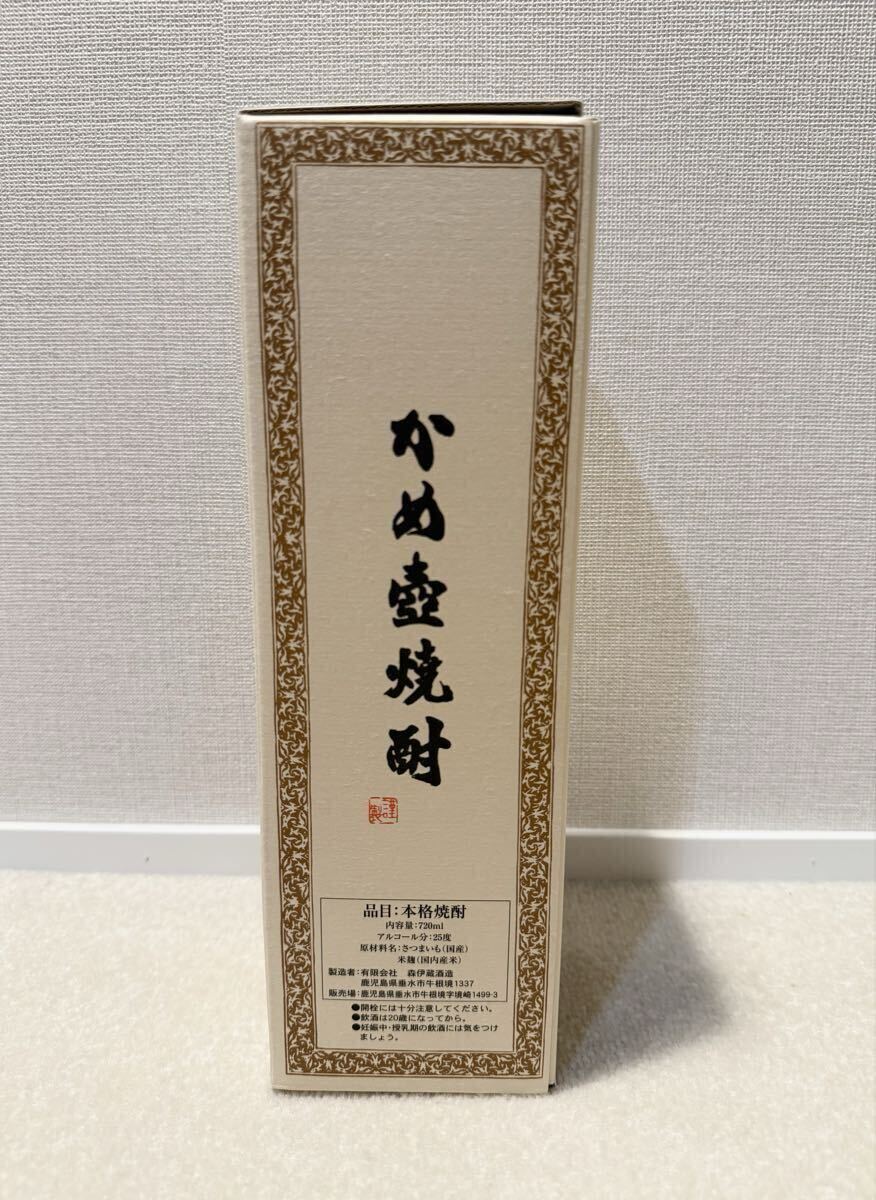 かめ壺焼酎
謹製
品目：本格焼酎
内容量：720ml
アルコール分：25度
原材料名：さつまいも（国産）
米麹（国内産米）
製造者：有限会社　森伊蔵酒造
鹿児島県垂水市牛根境1337
販売場：鹿児島県垂水市牛根境字境崎1499-3
●開栓には十分注意してください。
●飲酒は20歳になってから。
●妊娠中・授乳期の飲酒には気をつけ
ましょう。